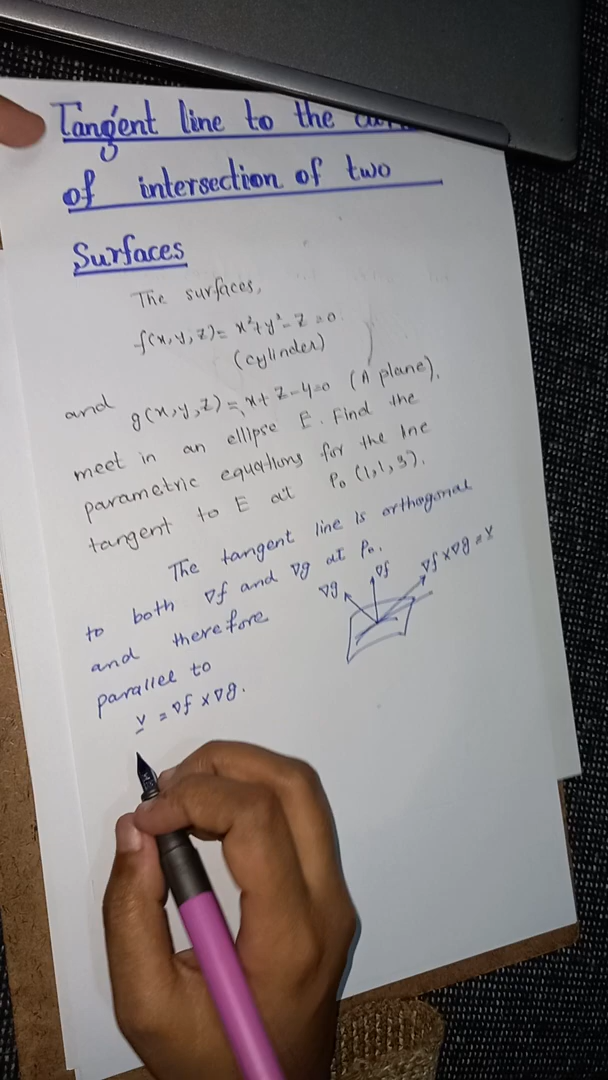 Tangent line to the
of intersection of two
Surfaces
The surfaces,
f(x,y,z) = x²+y²-z=0
(cylinder)
and g(x,y,z) = x+z-4=0 (A plane),
meet in an ellipse E. Find the
parametric equations for the line
tangent to E at P₀ (1,1,3).
The tangent line is orthogonal
to both ∇f and ∇g at P₀.
and therefore
parallel to
v = ∇f x ∇g.
∇g
∇f
∇f x ∇g = v